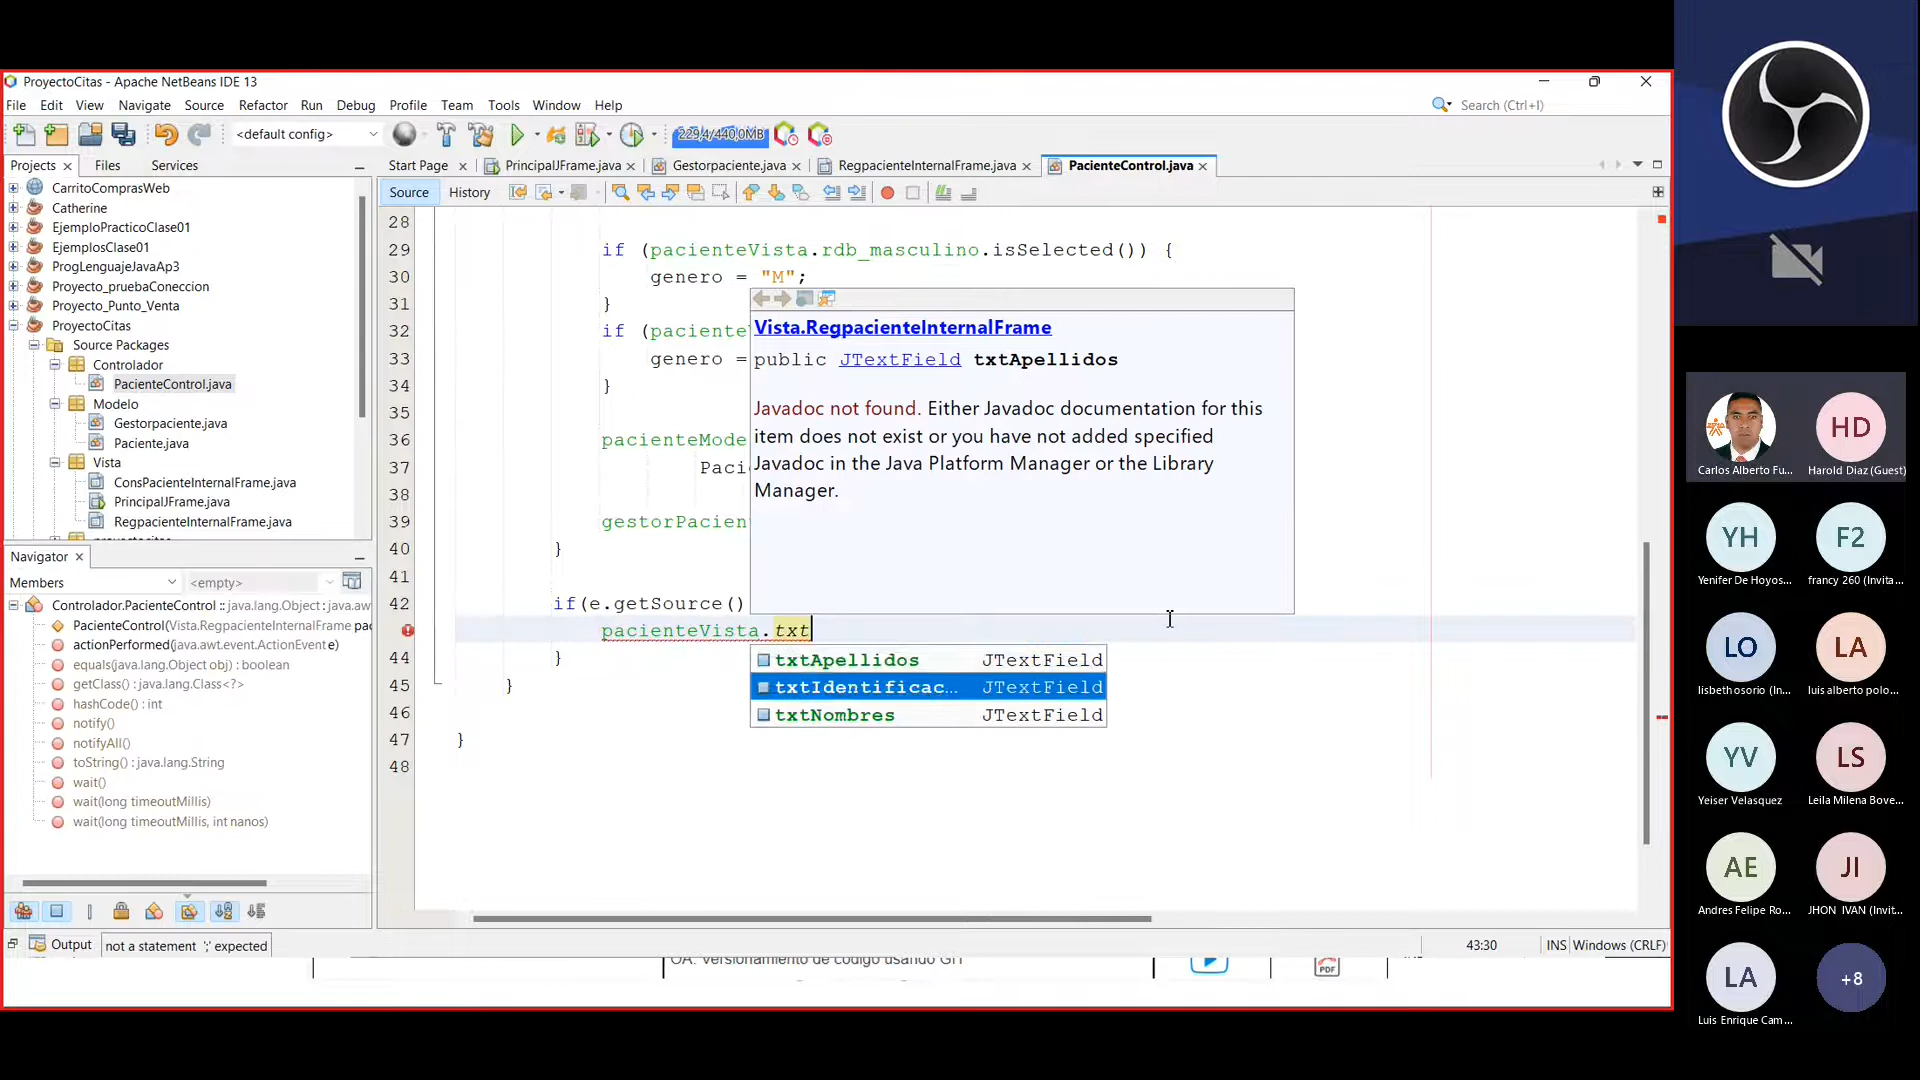 ProyectoCitas - Apache NetBeans IDE 13
File Edit View Navigate Source Refactor Run Debug Profile Team Tools Window Help
Search (Ctrl+I)
<default config>
229,4/440,0MB
Projects Files Services
Start Page PrincipalJFrame.java Gestorpaciente.java RegpacienteInternalFrame.java PacienteControl.java
Source History
CarritoComprasWeb
Catherine
EjemploPracticoClase01
EjemplosClase01
ProgLenguajeJavaAp3
Proyecto_pruebaConeccion
Proyecto_Punto_Venta
ProyectoCitas
Source Packages
Controlador
PacienteControl.java
Modelo
Gestorpaciente.java
Paciente.java
Vista
ConsPacienteInternalFrame.java
PrincipalJFrame.java
RegpacienteInternalFrame.java
Navigator
Members <empty>
Controlador.PacienteControl :: java.lang.Object : java.aw
PacienteControl(Vista.RegpacienteInternalFrame pac
actionPerformed(java.awt.event.ActionEvent e)
equals(java.lang.Object obj) : boolean
getClass() : java.lang.Class<?>
hashCode() : int
notify()
notifyAll()
toString() : java.lang.String
wait()
wait(long timeoutMillis)
wait(long timeoutMillis, int nanos)
28
29 if (pacienteVista.rdb_masculino.isSelected()) {
30 genero = "M";
31 }
32 if (paciente
33 genero =
34 }
35
36 pacienteMode
37 Paci
38
39 gestorPacien
40 }
41
42 if(e.getSource()
pacienteVista.txt
44 }
45 }
46
47 }
48
Vista.RegpacienteInternalFrame
public JTextField txtApellidos
Javadoc not found. Either Javadoc documentation for this
item does not exist or you have not added specified
Javadoc in the Java Platform Manager or the Library
Manager.
txtApellidos JTextField
txtIdentificac... JTextField
txtNombres JTextField
Output not a statement ';' expected
43:30 INS Windows (CRLF)
OA. Versionamiento de código usando GIT
PDF
Carlos Alberto Fu...
HD
Harold Diaz (Guest)
YH
Yenifer De Hoyos...
F2
francy 260 (Invita...
LO
lisbeth osorio (In...
LA
luis alberto polo...
YV
Yeiser Velasquez
LS
Leila Milena Bove...
AE
Andres Felipe Ro...
JI
JHON IVAN (Invit...
LA
Luis Enrique Cam...
+8